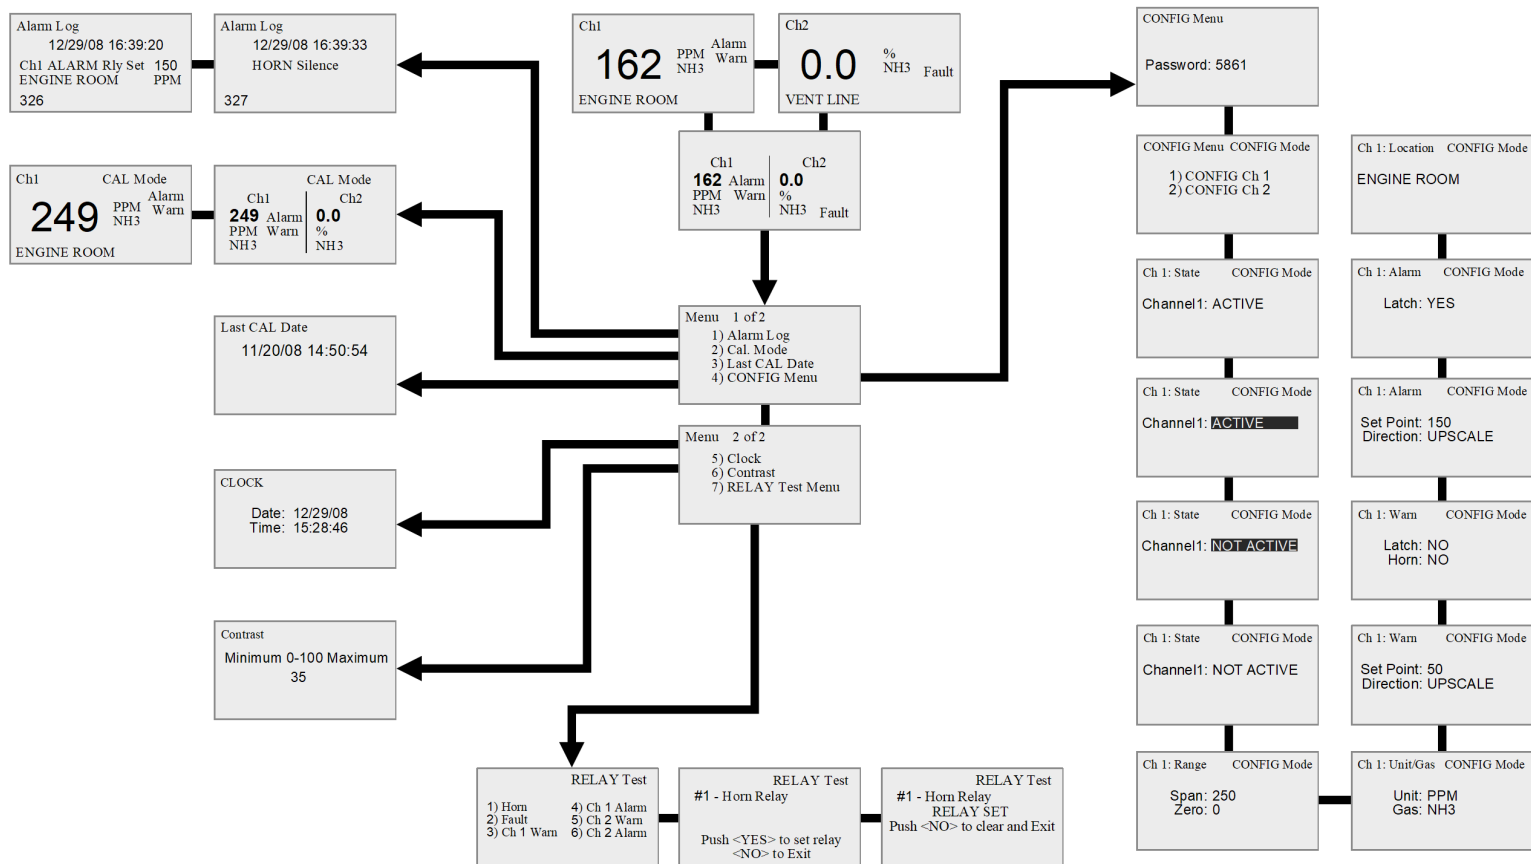 Alarm Log
12/29/08 16:39:20
Ch1 ALARM Rly Set 150
ENGINE ROOM PPM
326
Alarm Log
12/29/08 16:39:33
HORN Silence
327
Ch1
162 PPM Alarm
NH3 Warn
ENGINE ROOM
Ch2
0.0 %
NH3 Fault
VENT LINE
Ch1 Ch2
162 Alarm 0.0
PPM Warn %
NH3 NH3 Fault
Ch1 CAL Mode
249 PPM Alarm
NH3 Warn
ENGINE ROOM
CAL Mode
Ch1 Ch2
249 Alarm 0.0
PPM Warn %
NH3 NH3
Last CAL Date
11/20/08 14:50:54
Menu 1 of 2
1) Alarm Log
2) Cal. Mode
3) Last CAL Date
4) CONFIG Menu
Menu 2 of 2
5) Clock
6) Contrast
7) RELAY Test Menu
CLOCK
Date: 12/29/08
Time: 15:28:46
Contrast
Minimum 0-100 Maximum
35
RELAY Test
1) Horn 4) Ch 1 Alarm
2) Fault 5) Ch 2 Warn
3) Ch 1 Warn 6) Ch 2 Alarm
RELAY Test
#1 - Horn Relay
Push <YES> to set relay
<NO> to Exit
RELAY Test
#1 - Horn Relay
RELAY SET
Push <NO> to clear and Exit
CONFIG Menu
Password: 5861
CONFIG Menu CONFIG Mode
1) CONFIG Ch 1
2) CONFIG Ch 2
Ch 1: State CONFIG Mode
Channel1: ACTIVE
Ch 1: State CONFIG Mode
Channel1: ACTIVE
Ch 1: State CONFIG Mode
Channel1: NOT ACTIVE
Ch 1: State CONFIG Mode
Channel1: NOT ACTIVE
Ch 1: Range CONFIG Mode
Span: 250
Zero: 0
Ch 1: Unit/Gas CONFIG Mode
Unit: PPM
Gas: NH3
Ch 1: Warn CONFIG Mode
Set Point: 50
Direction: UPSCALE
Ch 1: Warn CONFIG Mode
Latch: NO
Horn: NO
Ch 1: Alarm CONFIG Mode
Set Point: 150
Direction: UPSCALE
Ch 1: Alarm CONFIG Mode
Latch: YES
Ch 1: Location CONFIG Mode
ENGINE ROOM